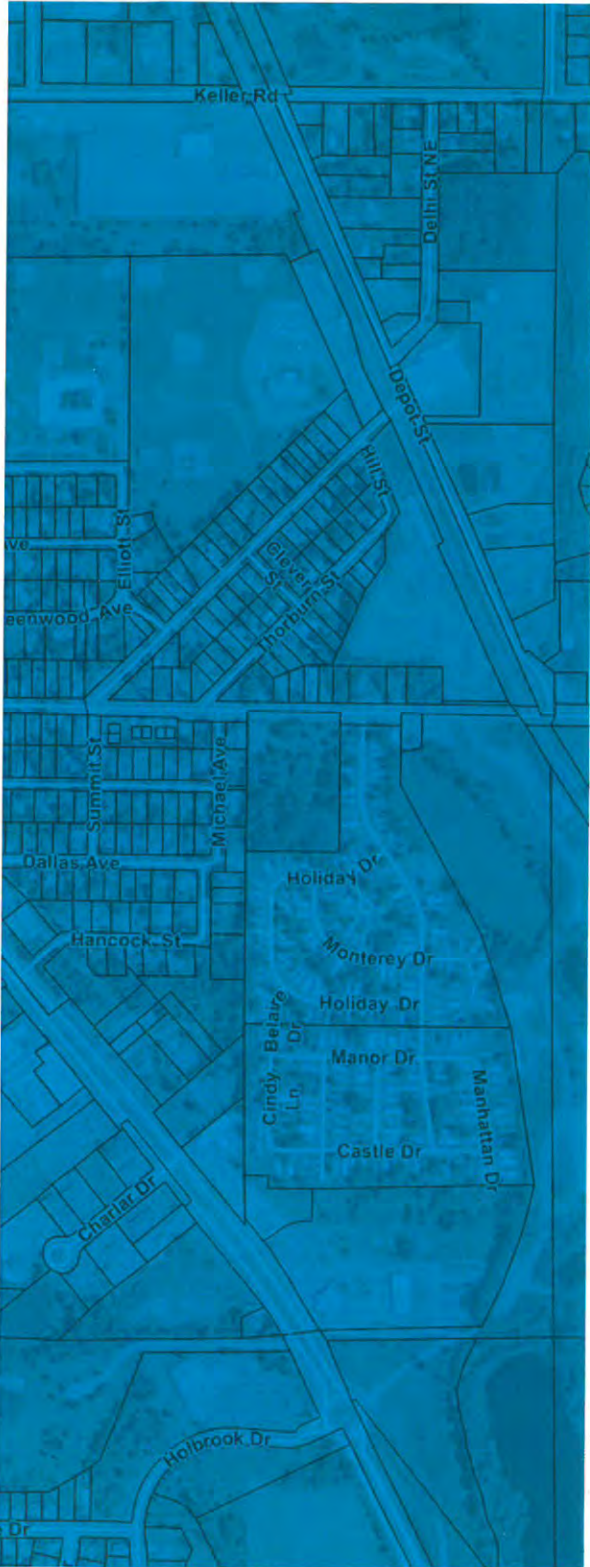 Keller Rd
Delhi St NE
Depot St
Hill St
Clever
St
Thorburn St
Elliott St
ve
eenwood Ave
Summit St
Michael Ave
Dallas Ave
Hancock St
Holiday Dr
Monterey Dr
Holiday Dr
Belaire
Dr
Manor Dr
Cindy
Ln
Manhattan Dr
Castle Dr
Charlar Dr
Holbrook Dr
Dr